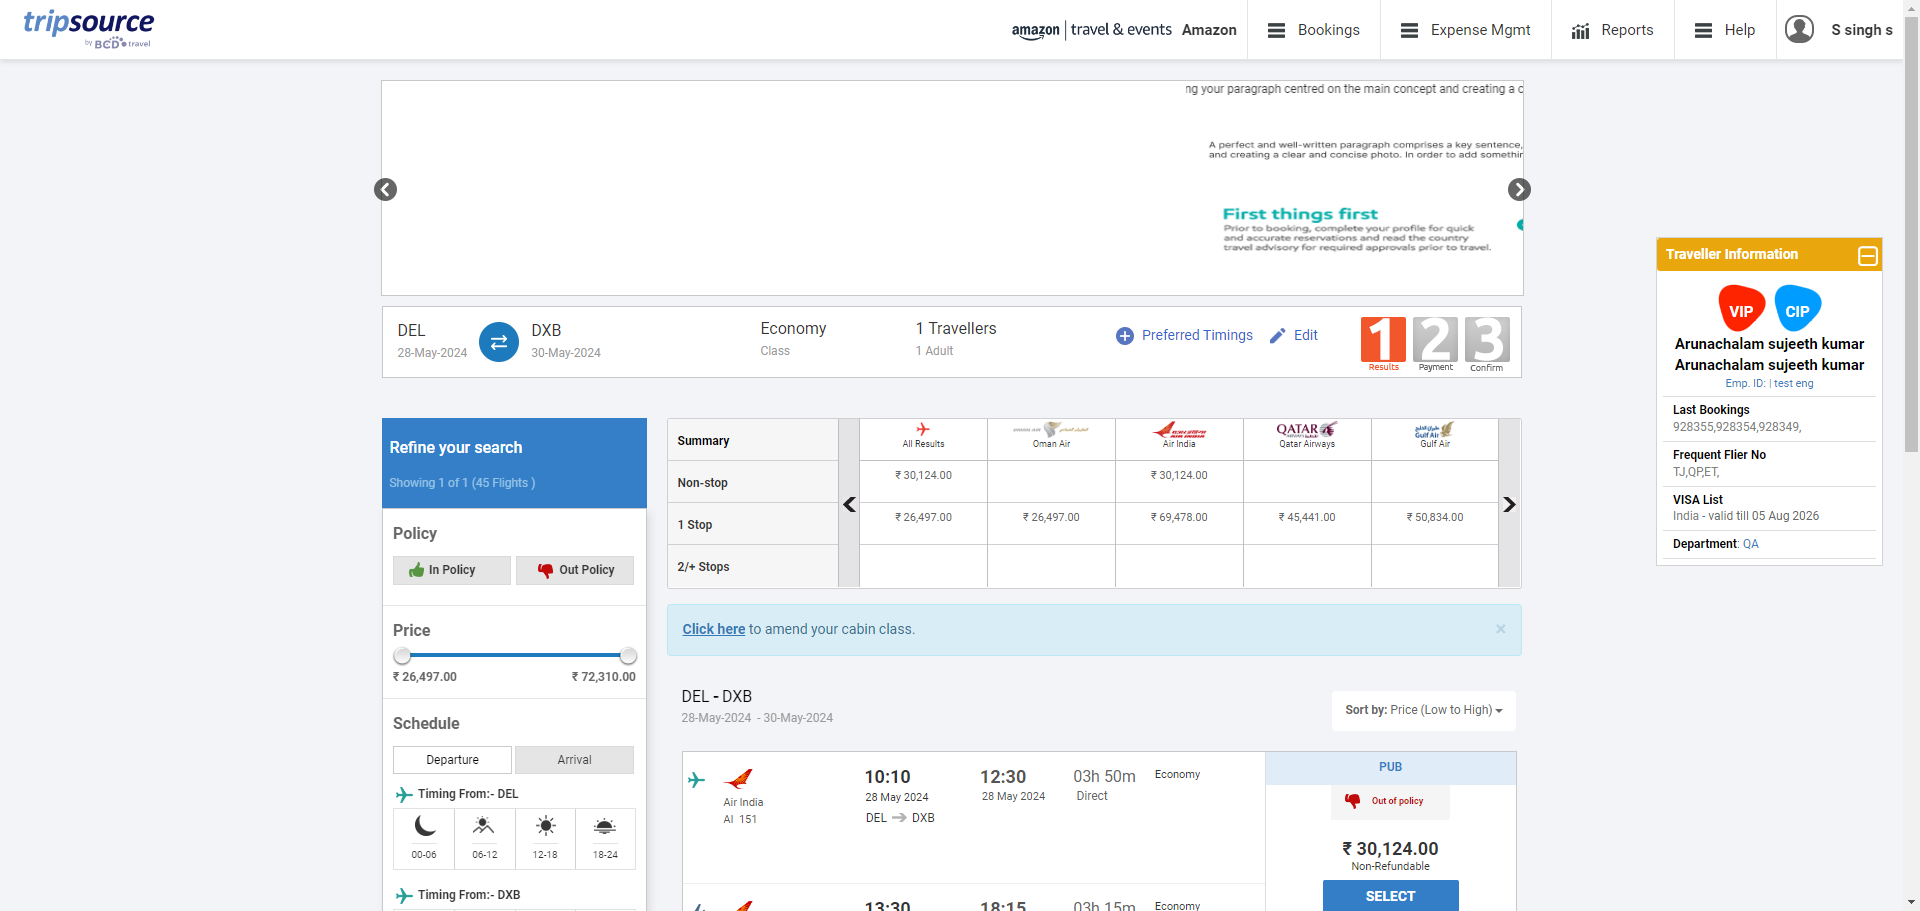 tripsource
by BCD travel
amazon | travel & events Amazon
Bookings
Expense Mgmt
Reports
Help
S singh s
ng your paragraph centred on the main concept and creating a c
A perfect and well-written paragraph comprises a key sentence,
and creating a clear and concise photo. In order to add somethin
First things first
Prior to booking, complete your profile for quick
and accurate reservations and read the country
travel advisory for required approvals prior to travel.
DEL
28-May-2024
DXB
30-May-2024
Economy
Class
1 Travellers
1 Adult
Preferred Timings
Edit
1
Results
2
Payment
3
Confirm
Traveller Information
VIP
CIP
Arunachalam sujeeth kumar
Arunachalam sujeeth kumar
Emp. ID: | test eng
Last Bookings
928355,928354,928349,
Frequent Flier No
TJ,QP,ET,
VISA List
India - valid till 05 Aug 2026
Department: QA
Refine your search
Showing 1 of 1 (45 Flights )
Policy
In Policy
Out Policy
Price
₹ 26,497.00
₹ 72,310.00
Schedule
Departure
Arrival
Timing From:- DEL
00-06
06-12
12-18
18-24
Timing From:- DXB
Summary
All Results
OMAN AIR
Oman Air
AIR INDIA
Air India
QATAR
AIRWAYS
Qatar Airways
طيران الخليج
Gulf Air
Gulf Air
Non-stop
₹ 30,124.00
₹ 30,124.00
1 Stop
₹ 26,497.00
₹ 26,497.00
₹ 69,478.00
₹ 45,441.00
₹ 50,834.00
2/+ Stops
Click here to amend your cabin class.
×
DEL - DXB
28-May-2024 - 30-May-2024
Sort by: Price (Low to High)
Air India
AI 151
10:10
28 May 2024
DEL
DXB
12:30
28 May 2024
03h 50m
Direct
Economy
PUB
Out of policy
₹ 30,124.00
Non-Refundable
SELECT
13:30
18:15
03h 15m
Economy